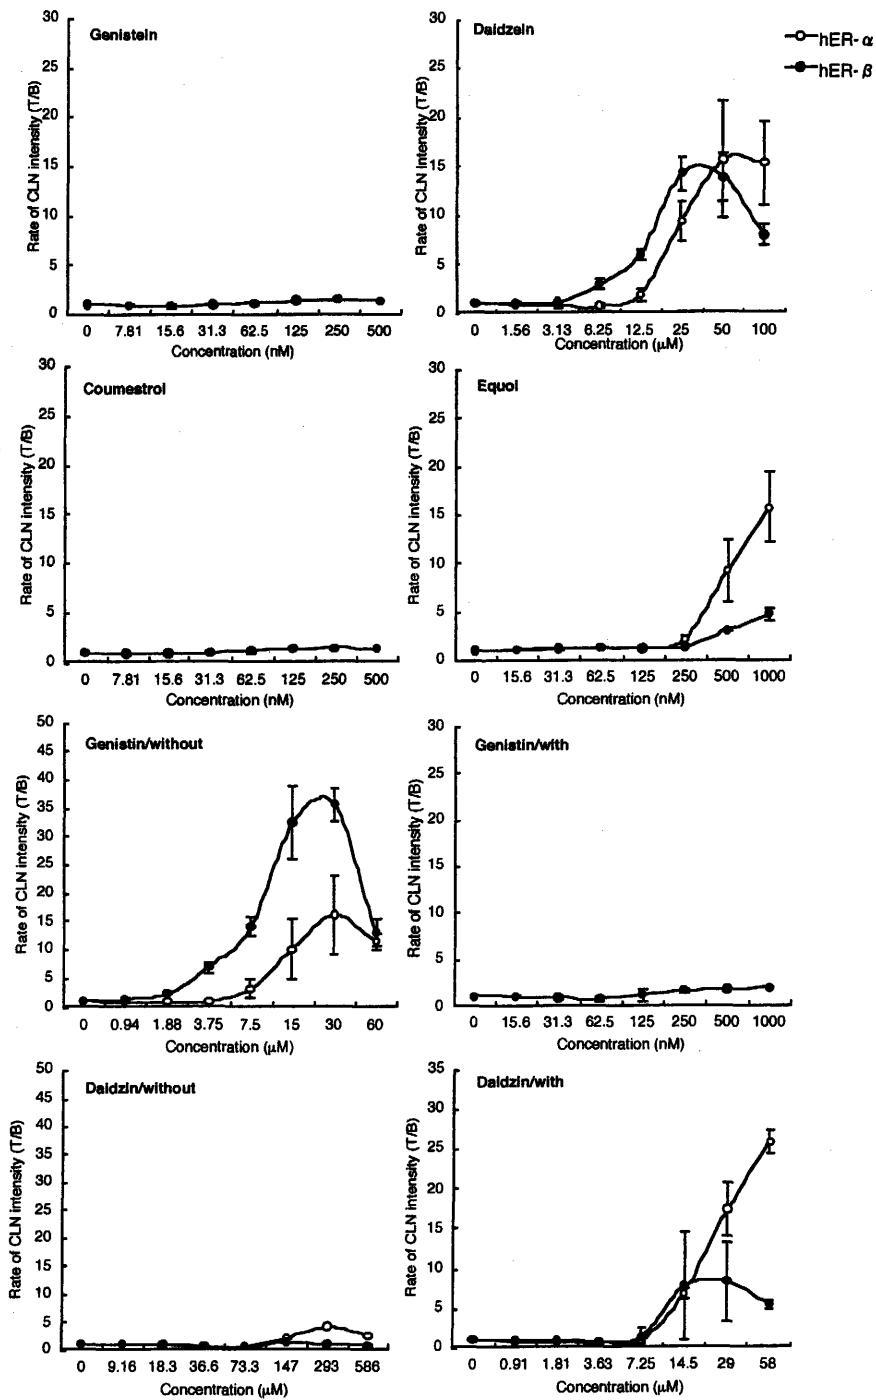 Genistein
30
25
20
15
10
5
0
Rate of CLN intensity (T/B)
0 7.81 15.6 31.3 62.5 125 250 500
Concentration (nM)
Daidzein
30
25
20
15
10
5
0
Rate of CLN intensity (T/B)
0 1.56 3.13 6.25 12.5 25 50 100
Concentration (μM)
hER-α
hER-β
Coumestrol
30
25
20
15
10
5
0
Rate of CLN intensity (T/B)
0 7.81 15.6 31.3 62.5 125 250 500
Concentration (nM)
Equol
30
25
20
15
10
5
0
Rate of CLN intensity (T/B)
0 15.6 31.3 62.5 125 250 500 1000
Concentration (nM)
Genistin/without
50
45
40
35
30
25
20
15
10
5
0
Rate of CLN intensity (T/B)
0 0.94 1.88 3.75 7.5 15 30 60
Concentration (μM)
Genistin/with
30
25
20
15
10
5
0
Rate of CLN intensity (T/B)
0 15.6 31.3 62.5 125 250 500 1000
Concentration (nM)
Daidzin/without
50
45
40
35
30
25
20
15
10
5
0
Rate of CLN intensity (T/B)
0 9.16 18.3 36.6 73.3 147 293 586
Concentration (μM)
Daidzin/with
35
30
25
20
15
10
5
0
Rate of CLN intensity (T/B)
0 0.91 1.81 3.63 7.25 14.5 29 58
Concentration (μM)